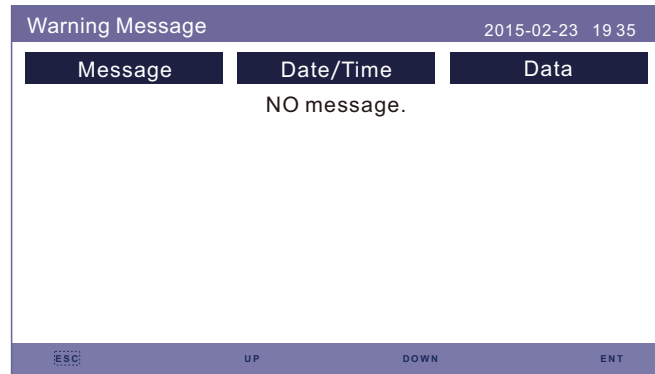 Warning Message 2015-02-23 19 35
Message Date/Time Data
NO message.
ESC UP DOWN ENT